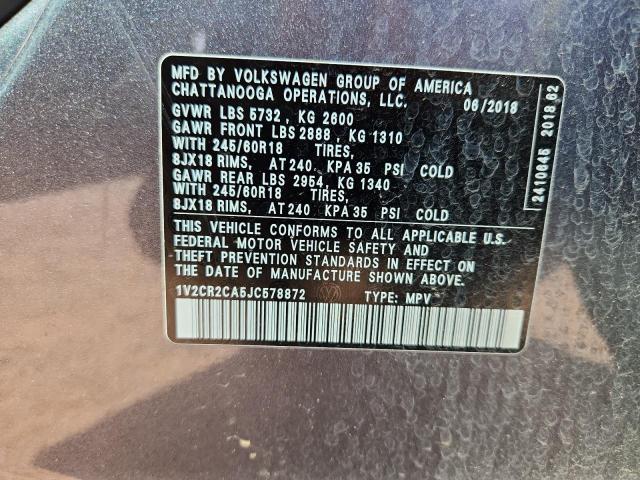 MFD BY VOLKSWAGEN GROUP OF AMERICA
CHATTANOOGA OPERATIONS, LLC. 06/2018
GVWR LBS 5732, KG 2600
GAWR FRONT LBS 2888, KG 1310
WITH 245/60R18 TIRES,
8JX18 RIMS, AT 240 KPA 35 PSI COLD
GAWR REAR LBS 2954, KG 1340
WITH 245/60R18 TIRES,
8JX18 RIMS, AT 240 KPA 35 PSI COLD
THIS VEHICLE CONFORMS TO ALL APPLICABLE U.S.
FEDERAL MOTOR VEHICLE SAFETY AND
THEFT PREVENTION STANDARDS IN EFFECT ON
THE DATE OF MANUFACTURE SHOWN ABOVE.
1V2CR2CA5JC578872 TYPE: MPV
2410645 2018 62